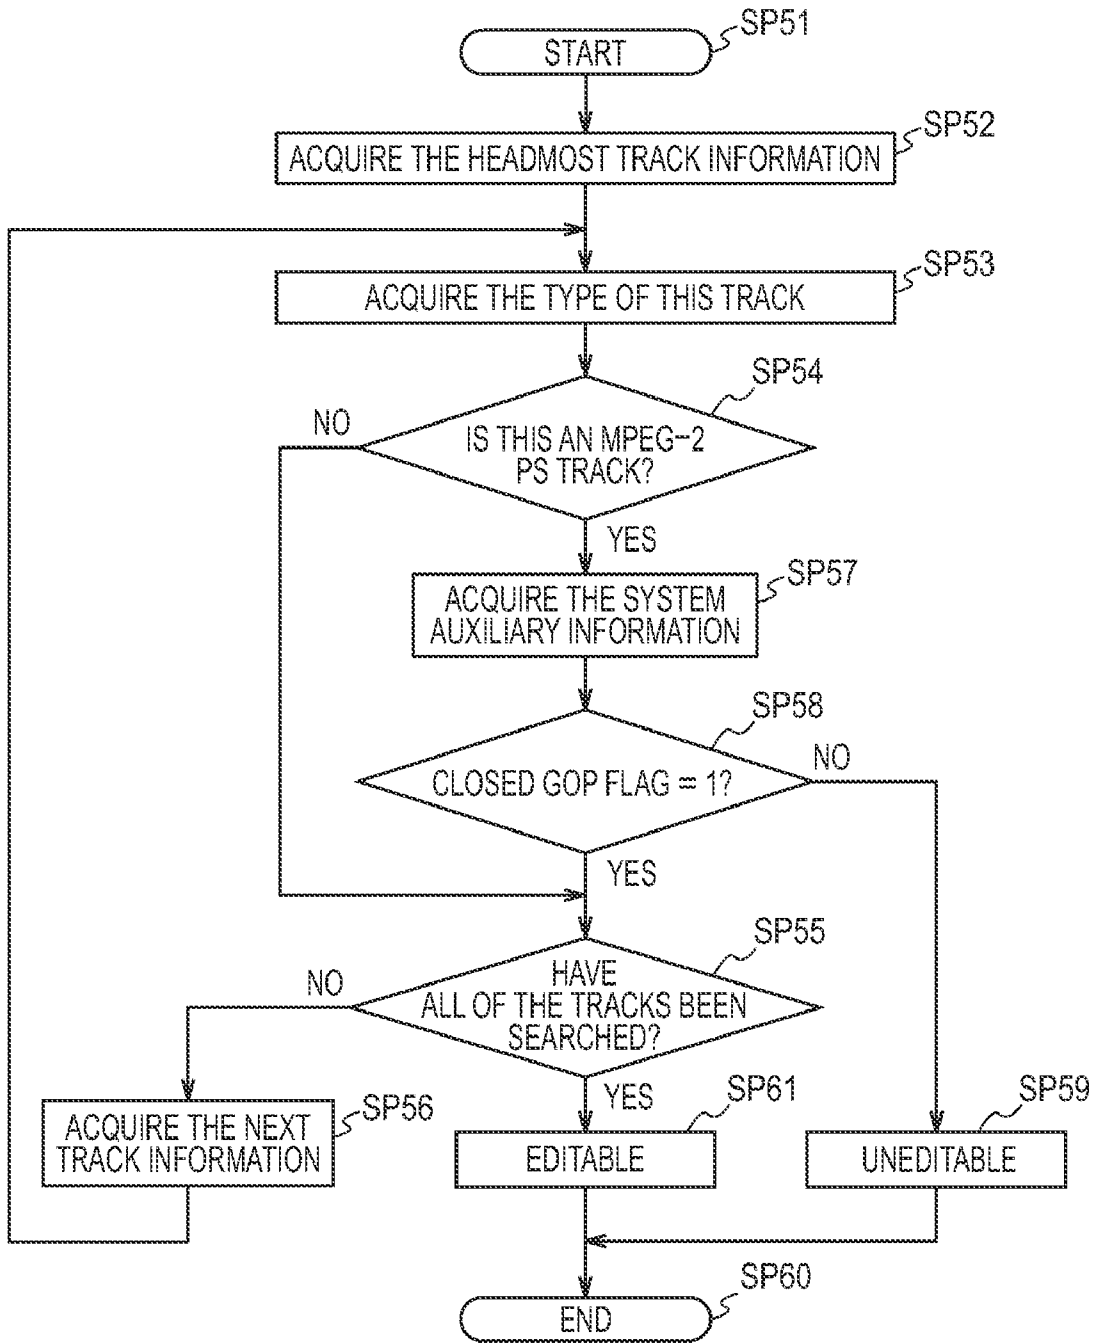 SP51
START
SP52
ACQUIRE THE HEADMOST TRACK INFORMATION
SP53
ACQUIRE THE TYPE OF THIS TRACK
SP54
NO
IS THIS AN MPEG-2
PS TRACK?
YES
SP57
ACQUIRE THE SYSTEM
AUXILIARY INFORMATION
SP58
NO
CLOSED GOP FLAG = 1?
YES
SP55
NO
HAVE
ALL OF THE TRACKS BEEN
SEARCHED?
YES
SP56
ACQUIRE THE NEXT
TRACK INFORMATION
SP61
EDITABLE
SP59
UNEDITABLE
SP60
END